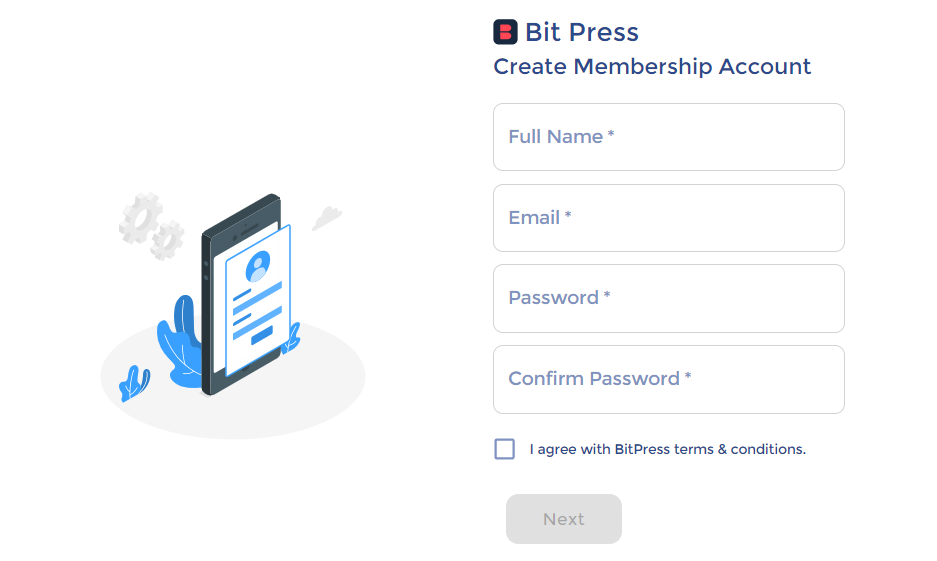 Bit Press
Create Membership Account
Full Name *
Email *
Password *
Confirm Password *
I agree with BitPress terms & conditions.
Next